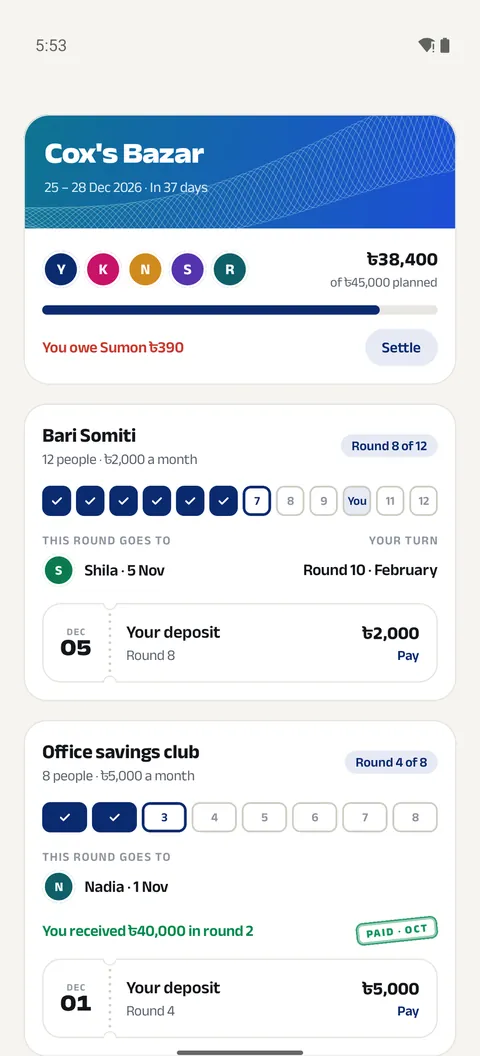 5:53
Cox's Bazar
25 – 28 Dec 2026 · In 37 days
Y K N S R
৳38,400
of ৳45,000 planned
You owe Sumon ৳390
Settle
Bari Somiti
12 people · ৳2,000 a month
Round 8 of 12
7 8 9 You 11 12
THIS ROUND GOES TO
YOUR TURN
S
Shila · 5 Nov
Round 10 · February
DEC
05
Your deposit
Round 8
৳2,000
Pay
Office savings club
8 people · ৳5,000 a month
Round 4 of 8
3 4 5 6 7 8
THIS ROUND GOES TO
N
Nadia · 1 Nov
You received ৳40,000 in round 2
PAID · OCT
DEC
01
Your deposit
Round 4
৳5,000
Pay